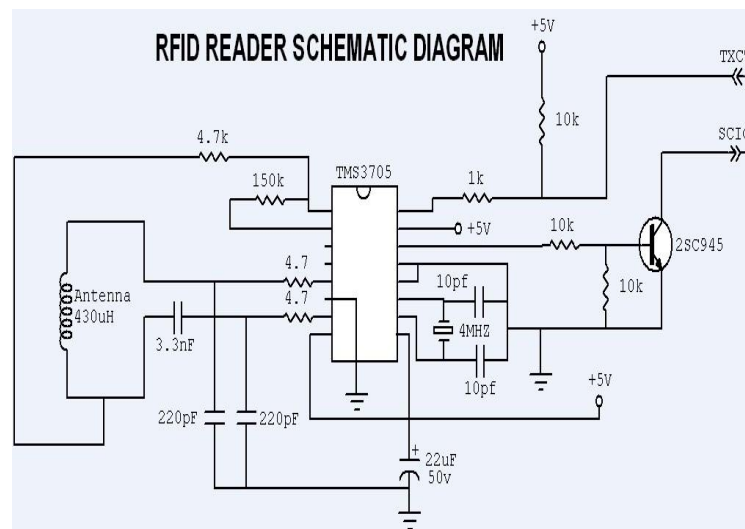 RFID READER SCHEMATIC DIAGRAM
+5V
TXCT
SCIO
4.7k
10k
TMS3705
150k
1k
+5V
10k
2SC945
4.7
10pf
10k
Antenna
430uH
4.7
4MHZ
3.3nF
10pf
+5V
220pF
220pF
+
22uF
50v